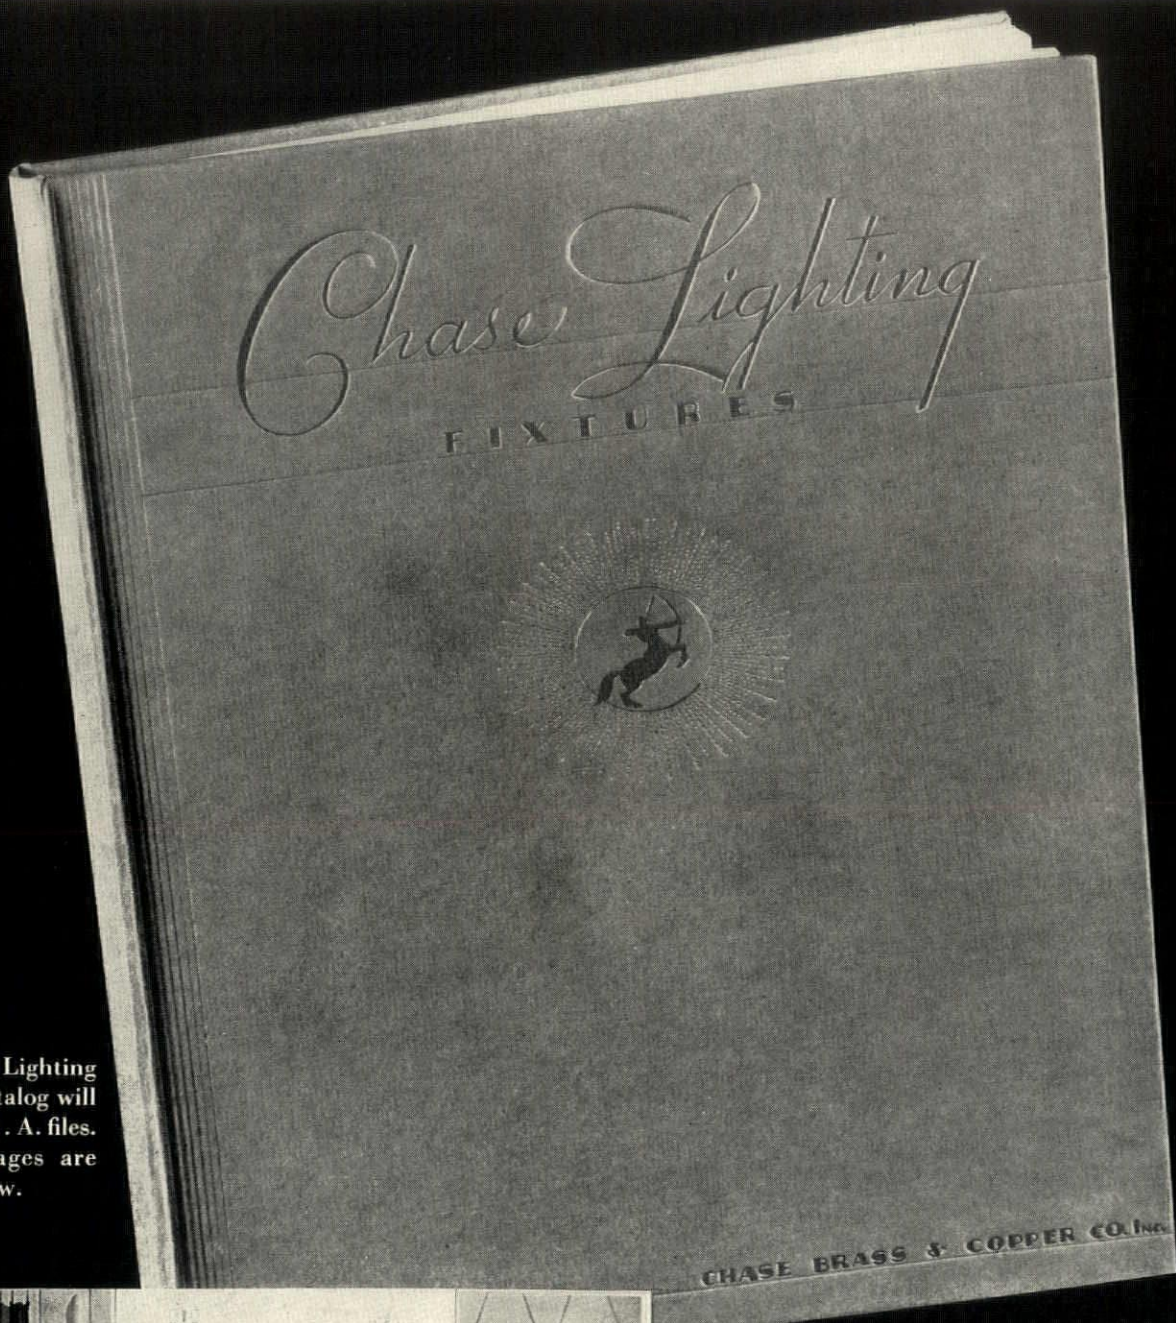 Chase Lighting
FIXTURES
Lighting
talog will
. A. files.
ages are
w.
CHASE BRASS & COPPER CO. INC.